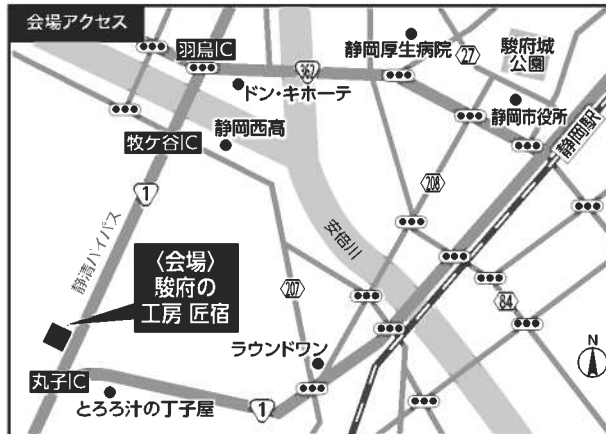 会場アクセス
羽鳥IC
362
静岡厚生病院
27
駿府城
公園
ドン・キホーテ
静岡市役所
静岡駅
静岡西高
牧ケ谷IC
1
208
静清バイパス
安倍川
〈会場〉
駿府の
工房 匠宿
207
84
ラウンドワン
N
丸子IC
とろろ汁の丁子屋
1